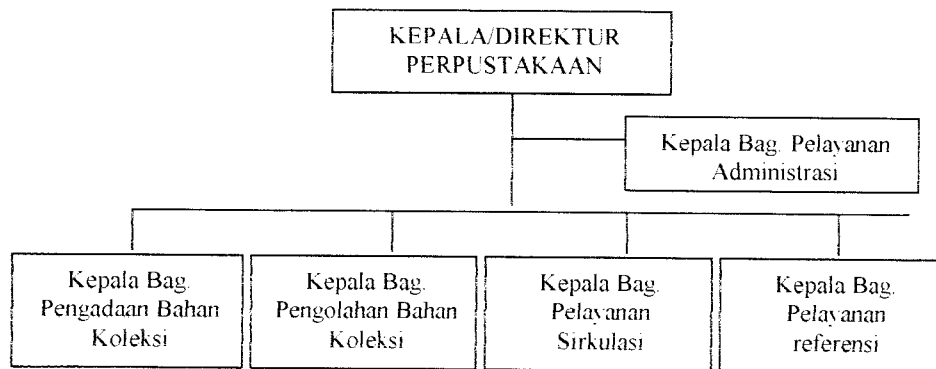 KEPALA/DIREKTUR
PERPUSTAKAAN
Kepala Bag. Pelayanan
Administrasi
Kepala Bag.
Pengadaan Bahan
Koleksi
Kepala Bag.
Pengolahan Bahan
Koleksi
Kepala Bag.
Pelayanan
Sirkulasi
Kepala Bag.
Pelayanan
referensi